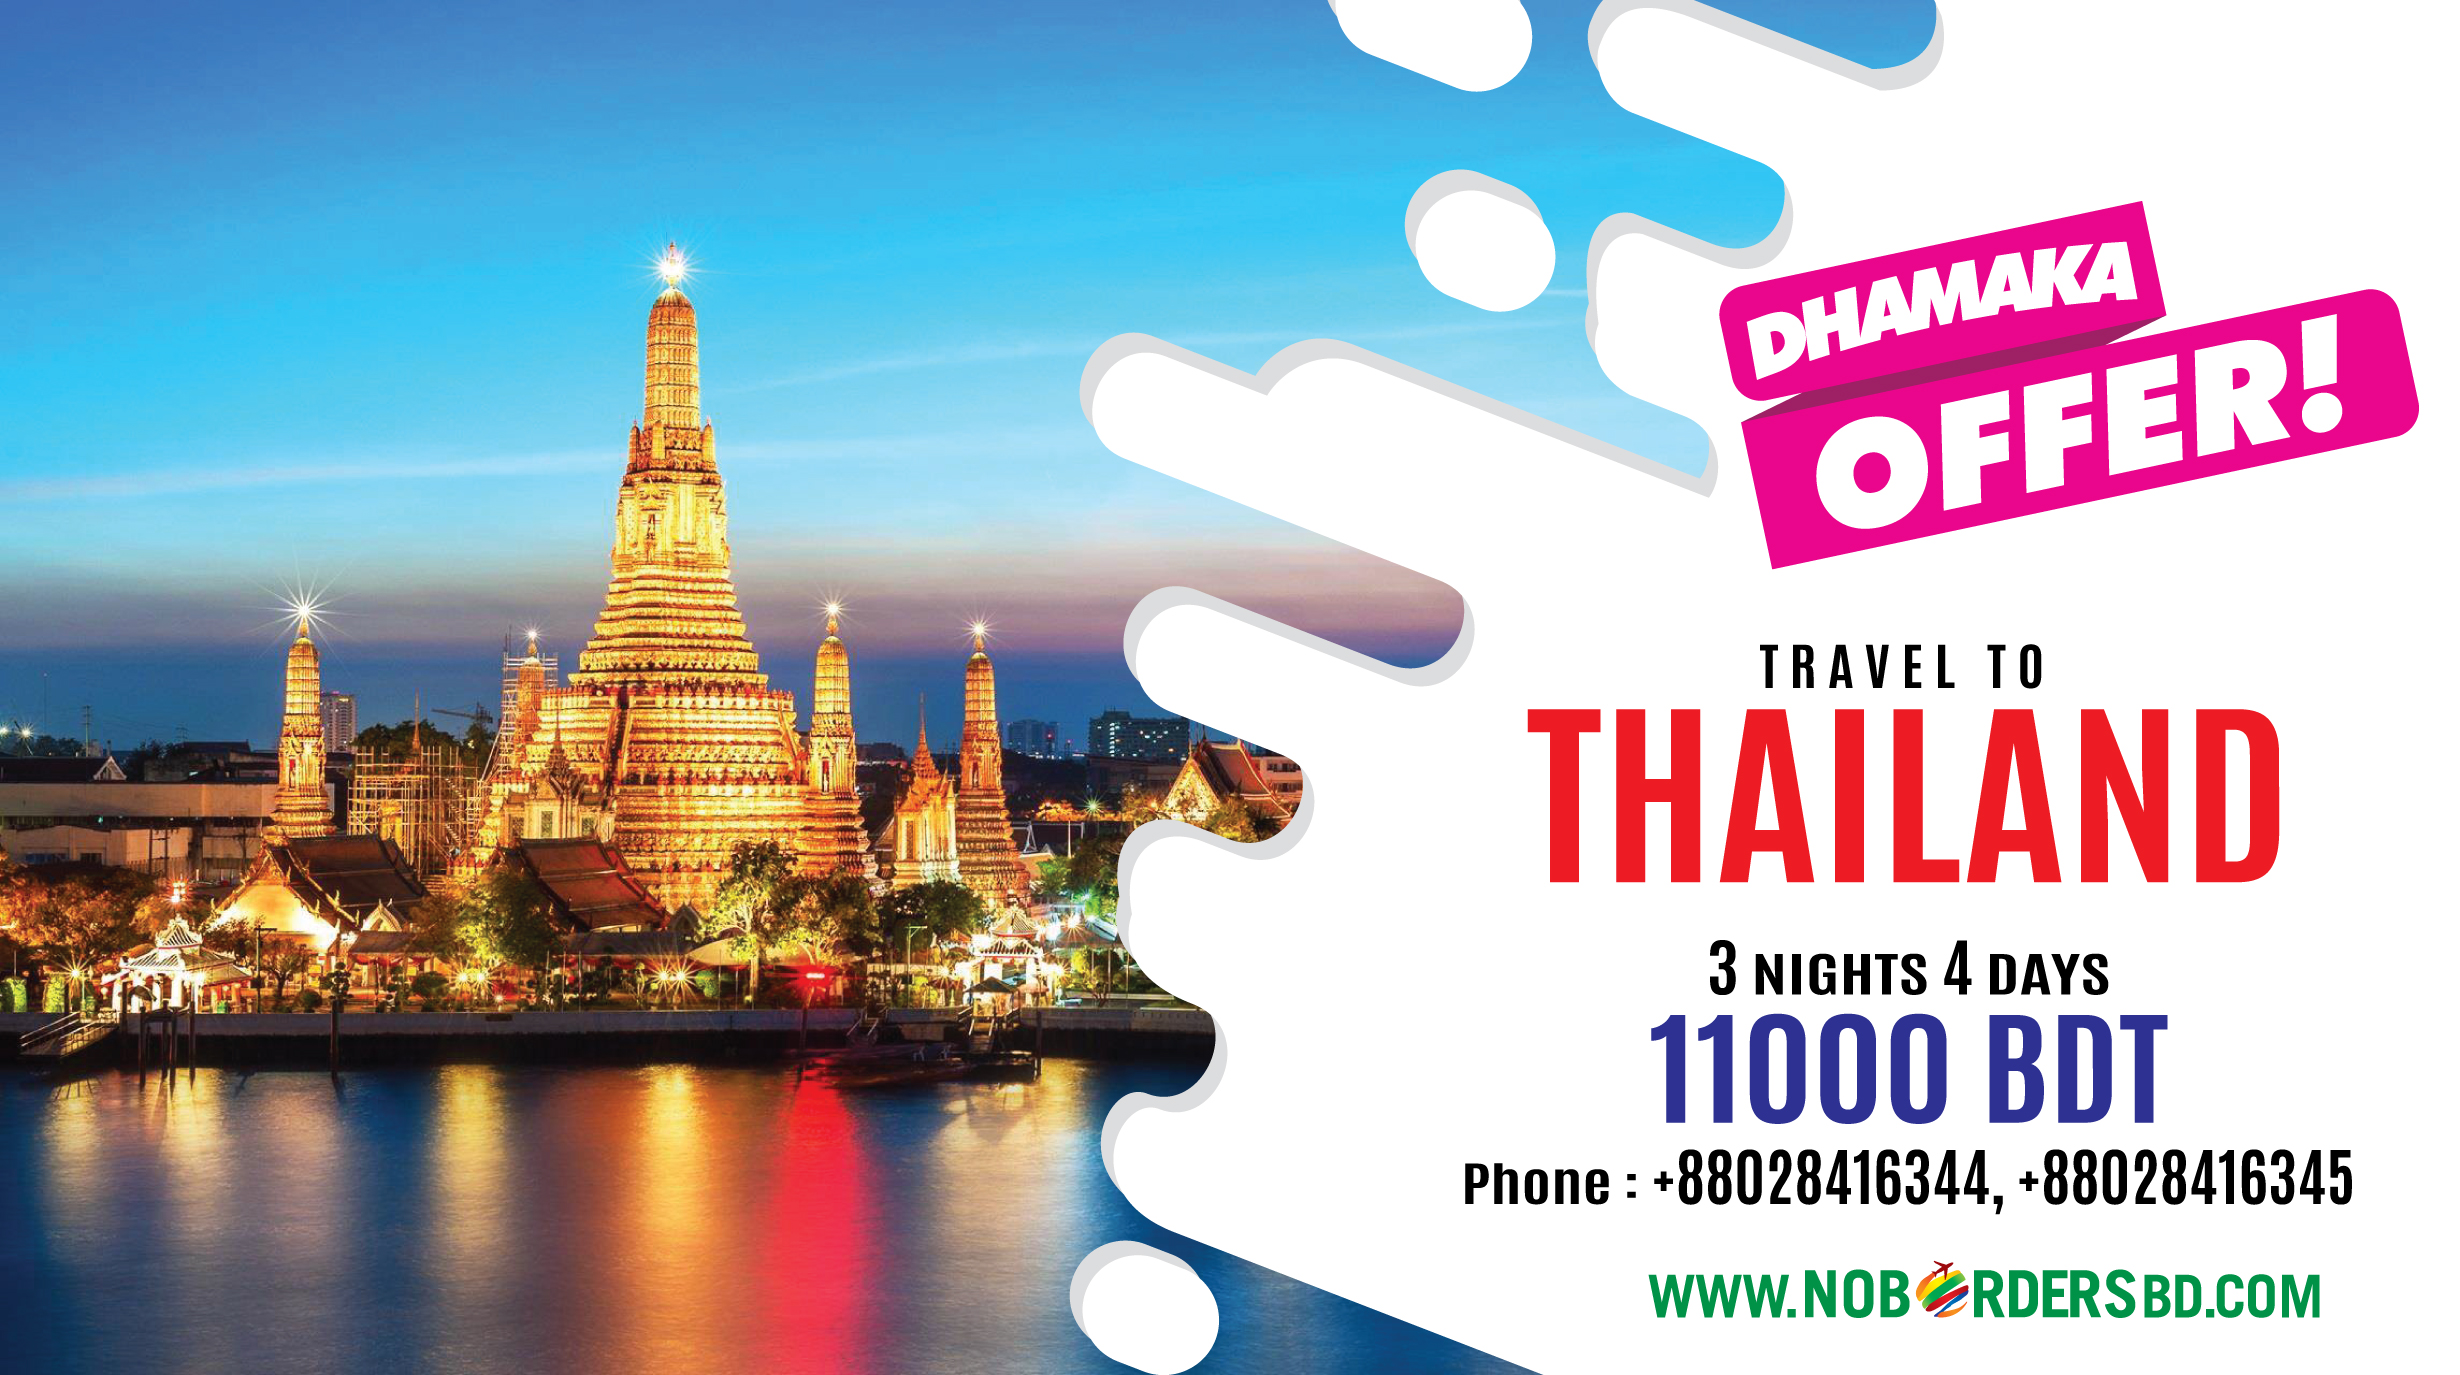 DHAMAKA
OFFER!
TRAVEL TO
THAILAND
3 NIGHTS 4 DAYS
11000 BDT
Phone : +88028416344, +88028416345
WWW.NOBORDERSBD.COM